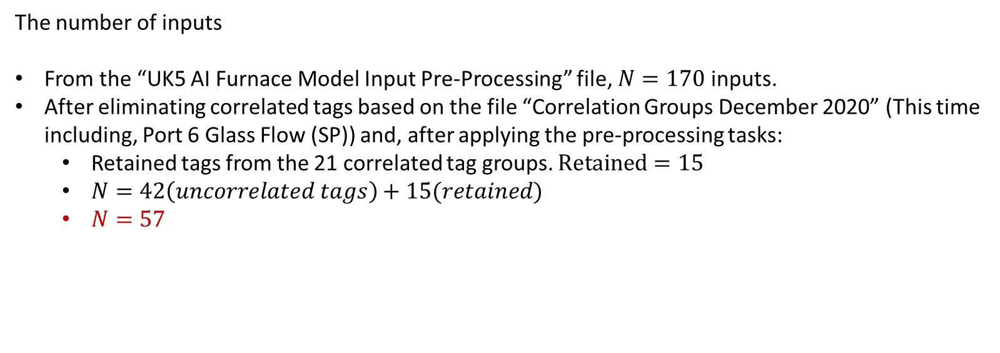 The number of inputs
• From the “UK5 AI Furnace Model Input Pre-Processing” file, N = 170 inputs.
• After eliminating correlated tags based on the file “Correlation Groups December 2020” (This time
including, Port 6 Glass Flow (SP)) and, after applying the pre-processing tasks:
• Retained tags from the 21 correlated tag groups. Retained = 15
• N = 42(uncorrelated tags) + 15(retained)
• N = 57